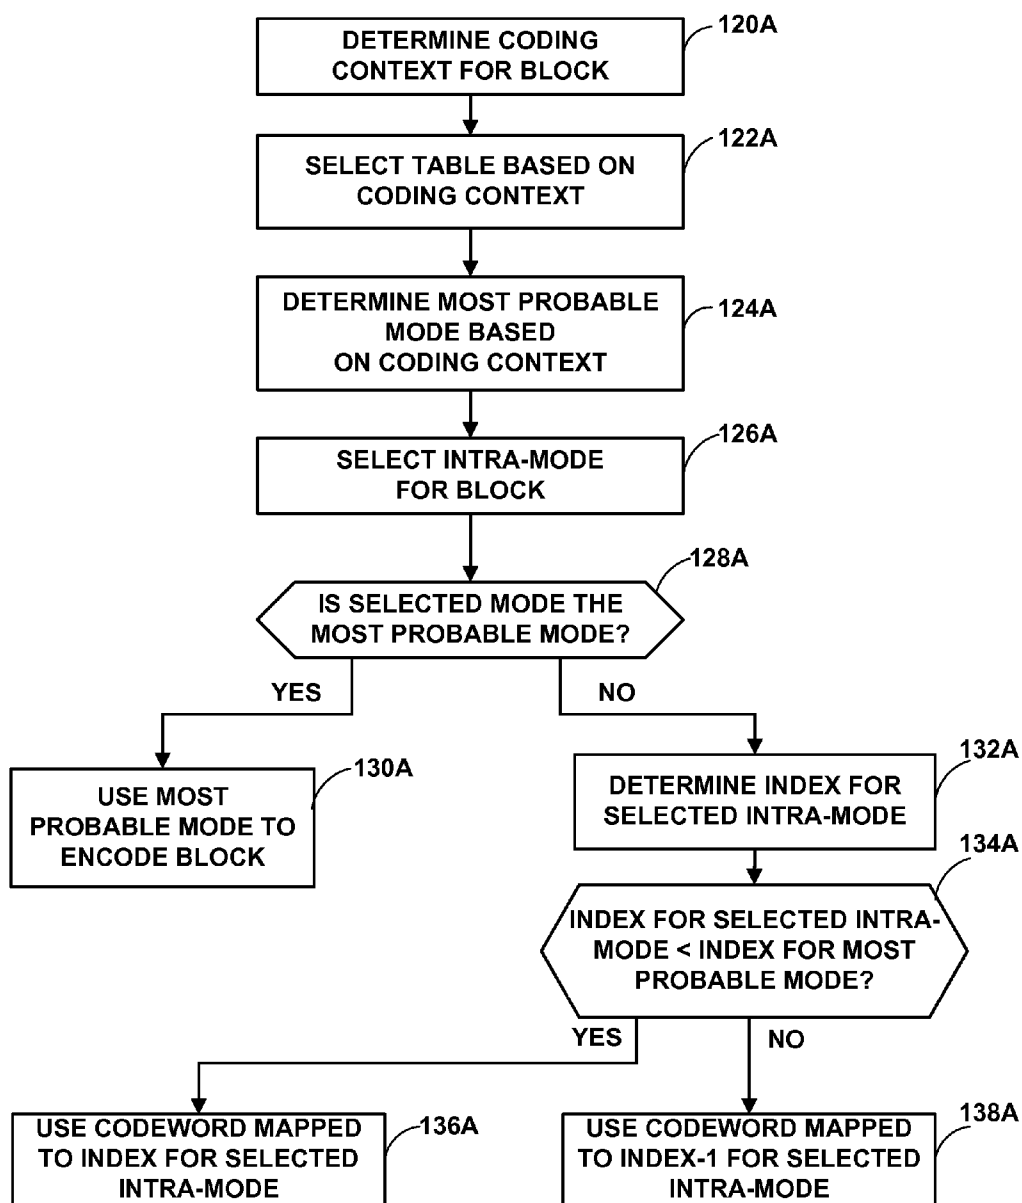 DETERMINE CODING
CONTEXT FOR BLOCK
120A
SELECT TABLE BASED ON
CODING CONTEXT
122A
DETERMINE MOST PROBABLE
MODE BASED
ON CODING CONTEXT
124A
SELECT INTRA-MODE
FOR BLOCK
126A
IS SELECTED MODE THE
MOST PROBABLE MODE?
128A
YES
NO
USE MOST
PROBABLE MODE TO
ENCODE BLOCK
130A
DETERMINE INDEX FOR
SELECTED INTRA-MODE
132A
INDEX FOR SELECTED INTRA-
MODE < INDEX FOR MOST
PROBABLE MODE?
134A
YES
NO
USE CODEWORD MAPPED
TO INDEX FOR SELECTED
INTRA-MODE
136A
USE CODEWORD MAPPED
TO INDEX-1 FOR SELECTED
INTRA-MODE
138A